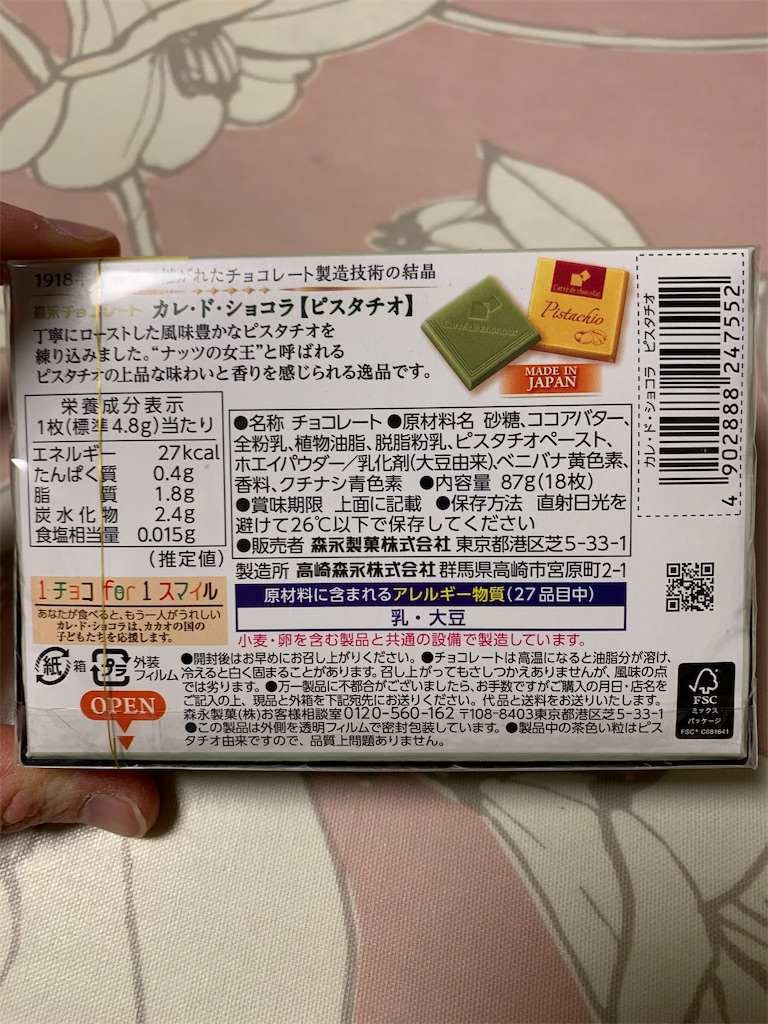 1918年 がれたチョコレート製造技術の結晶
森永チョコレート カレ・ド・ショコラ【ピスタチオ】
丁寧にローストした風味豊かなピスタチオを
練り込みました。“ナッツの女王”と呼ばれる
ピスタチオの上品な味わいと香りを感じられる逸品です。
Carré de chocolat
Carré de chocolat
Pistachio
MADE IN
JAPAN
カレ・ド・ショコラ ピスタチオ
4 902888 247552
栄養成分表示
1枚(標準4.8g)当たり
エネルギー 27kcal
たんぱく質 0.4g
脂質 1.8g
炭水化物 2.4g
食塩相当量 0.015g
(推定値)
●名称 チョコレート ●原材料名 砂糖、ココアバター、
全粉乳、植物油脂、脱脂粉乳、ピスタチオペースト、
ホエイパウダー/乳化剤(大豆由来)、ベニバナ黄色素、
香料、クチナシ青色素 ●内容量 87g(18枚)
●賞味期限 上面に記載 ●保存方法 直射日光を
避けて26℃以下で保存してください
●販売者 森永製菓株式会社 東京都港区芝5-33-1
製造所 高崎森永株式会社 群馬県高崎市宮原町2-1
原材料に含まれるアレルギー物質(27品目中)
乳・大豆
小麦・卵を含む製品と共通の設備で製造しています。
1チョコ for 1スマイル
あなたが食べると、もう一人がうれしい
カレ・ド・ショコラは、カカオの国の
子どもたちを応援します。
紙 箱 プラ 外装
フィルム
OPEN
●開封後はお早めにお召し上がりください。●チョコレートは高温になると油脂分が溶け、
冷えると白く固まることがあります。召し上がってもさしつかえありませんが、風味の点
では劣ります。●万一製品に不都合がございましたら、お手数ですがご購入の月日・店名を
ご記入の上、現品と外箱を下記宛先にお送りください。代品と送料をお送りいたします。
森永製菓(株)お客様相談室 0120-560-162 〒108-8403東京都港区芝5-33-1
●この製品は外側を透明フィルムで密封包装しています。●製品中の茶色い粒はピス
タチオ由来ですので、品質上問題ありません。
FSC
ミックス
パッケージ
FSC® C081641